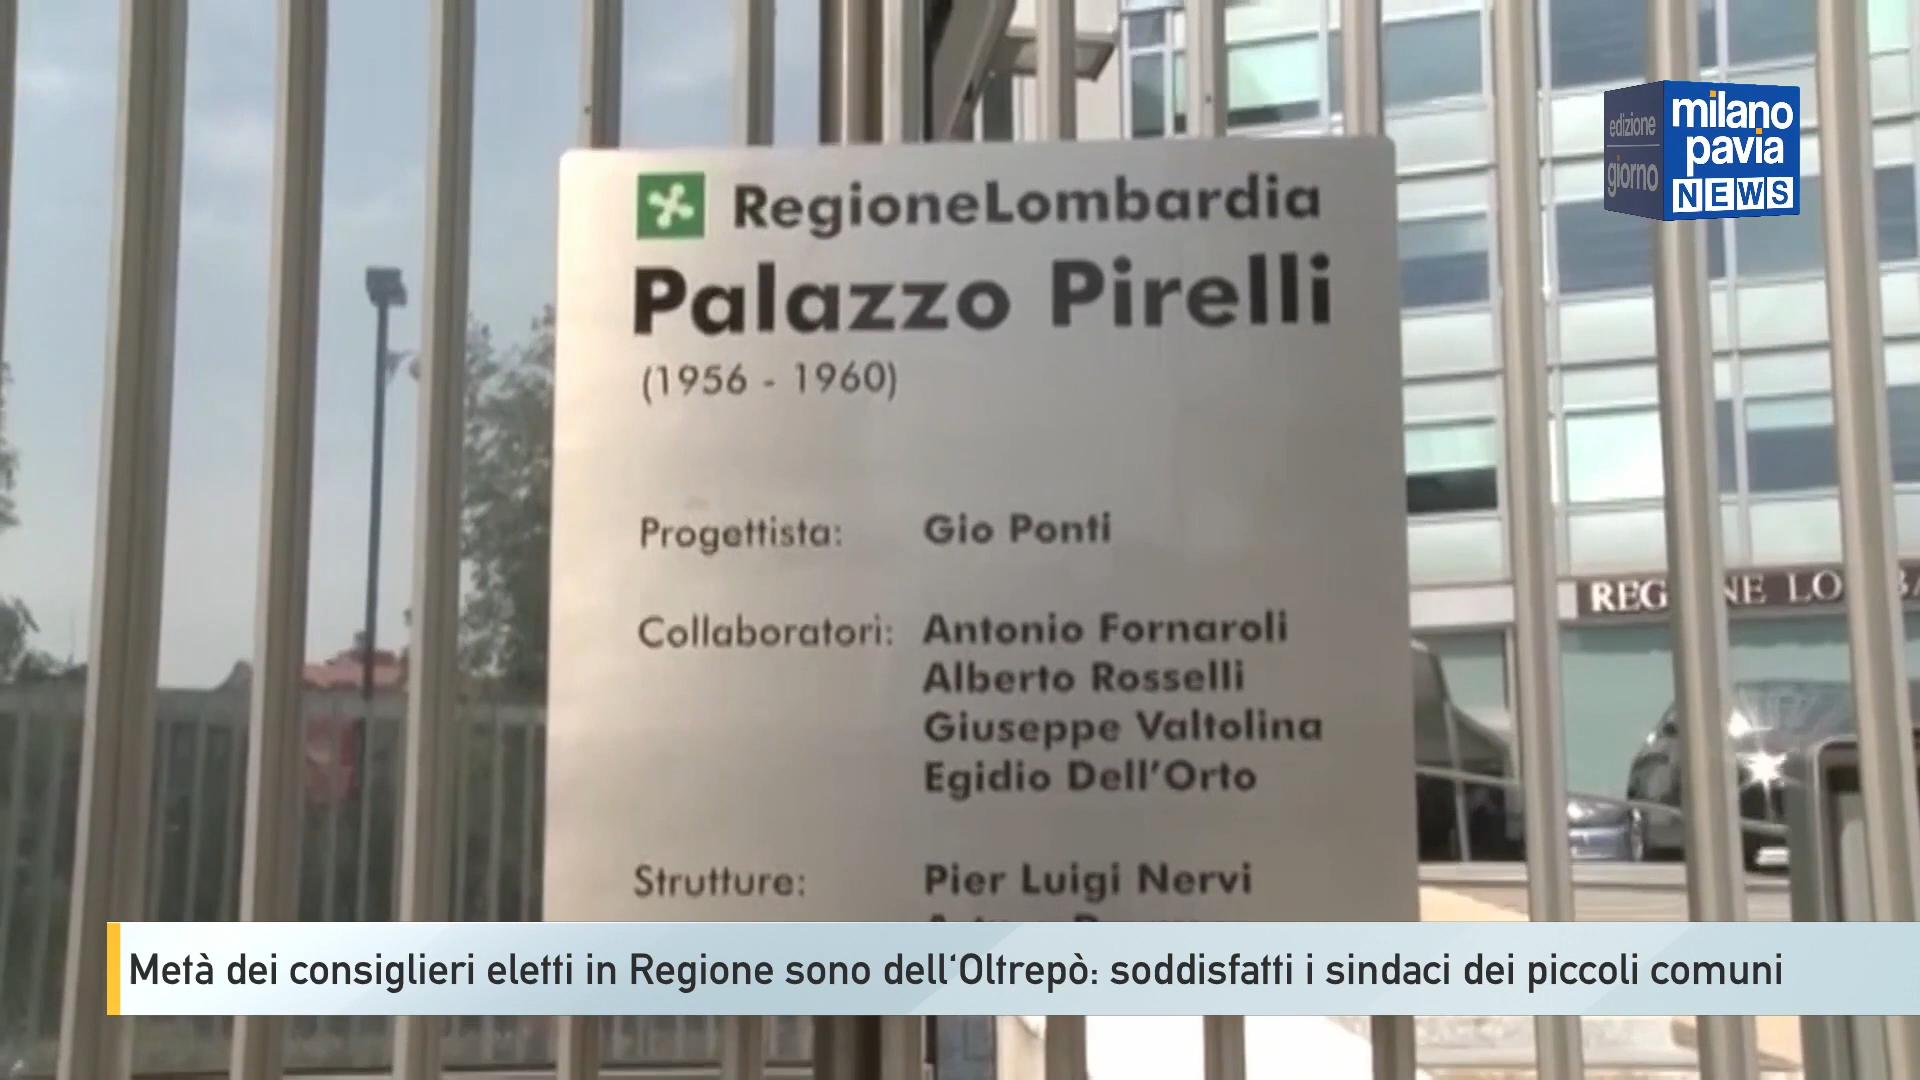 edizione
giorno
milano
pavia
NEWS
RegioneLombardia
Palazzo Pirelli
(1956 - 1960)
Progettista: Gio Ponti
Collaboratori: Antonio Fornaroli
Alberto Rosselli
Giuseppe Valtolina
Egidio Dell'Orto
REGIONE LO
Strutture: Pier Luigi Nervi
Metà dei consiglieri eletti in Regione sono dell'Oltrepò: soddisfatti i sindaci dei piccoli comuni